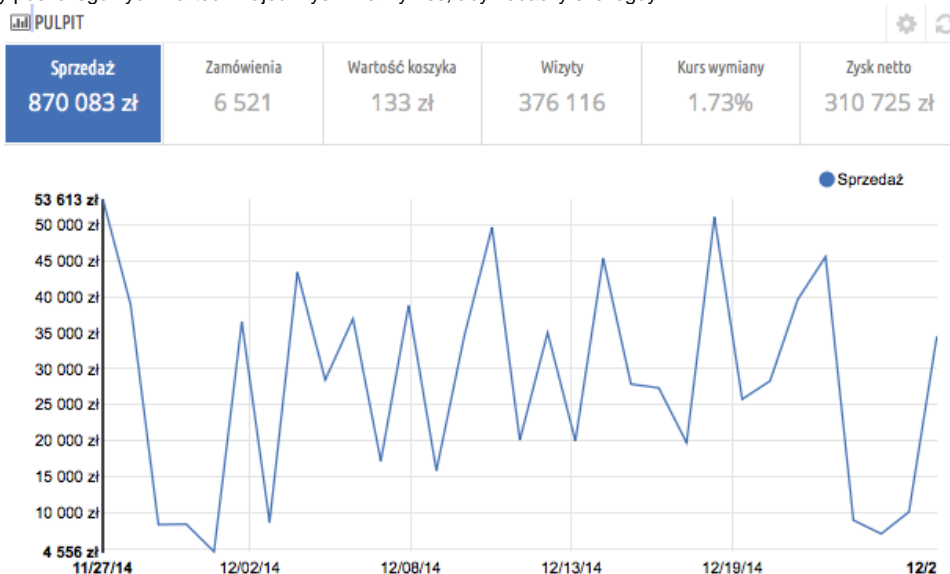 PULPIT
Sprzedaż
870 083 zł
Zamówienia
6 521
Wartość koszyka
133 zł
Wizyty
376 116
Kurs wymiany
1.73%
Zysk netto
310 725 zł
Sprzedaż
53 613 zł
50 000 zł
45 000 zł
40 000 zł
35 000 zł
30 000 zł
25 000 zł
20 000 zł
15 000 zł
10 000 zł
4 556 zł
11/27/14
12/02/14
12/08/14
12/13/14
12/19/14
12/2